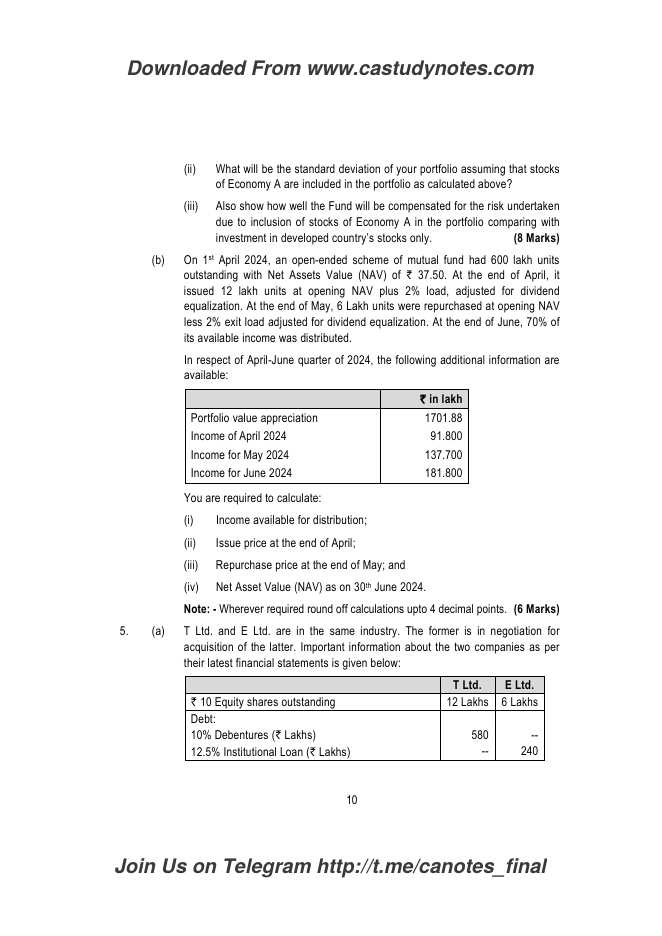 Downloaded From www.castudynotes.com
(ii) What will be the standard deviation of your portfolio assuming that stocks
of Economy A are included in the portfolio as calculated above?
(iii) Also show how well the Fund will be compensated for the risk undertaken
due to inclusion of stocks of Economy A in the portfolio comparing with
investment in developed country's stocks only. (8 Marks)
(b) On 1st April 2024, an open-ended scheme of mutual fund had 600 lakh units
outstanding with Net Assets Value (NAV) of ₹ 37.50. At the end of April, it
issued 12 lakh units at opening NAV plus 2% load, adjusted for dividend
equalization. At the end of May, 6 Lakh units were repurchased at opening NAV
less 2% exit load adjusted for dividend equalization. At the end of June, 70% of
its available income was distributed.
In respect of April-June quarter of 2024, the following additional information are
available:
₹ in lakh
Portfolio value appreciation 1701.88
Income of April 2024 91.800
Income for May 2024 137.700
Income for June 2024 181.800
You are required to calculate:
(i) Income available for distribution;
(ii) Issue price at the end of April;
(iii) Repurchase price at the end of May; and
(iv) Net Asset Value (NAV) as on 30th June 2024.
Note: - Wherever required round off calculations upto 4 decimal points. (6 Marks)
5. (a) T Ltd. and E Ltd. are in the same industry. The former is in negotiation for
acquisition of the latter. Important information about the two companies as per
their latest financial statements is given below:
T Ltd. E Ltd.
₹ 10 Equity shares outstanding 12 Lakhs 6 Lakhs
Debt:
10% Debentures (₹ Lakhs) 580 --
12.5% Institutional Loan (₹ Lakhs) -- 240
10
Join Us on Telegram http://t.me/canotes_final